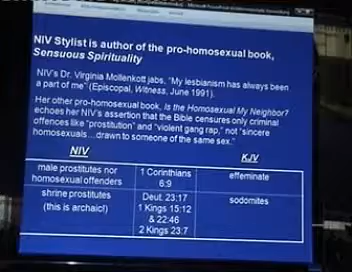 NIV Stylist is author of the pro-homosexual book,
Sensuous Spirituality
NIV's Dr. Virginia Mollenkott jabs, "My lesbianism has always been
a part of me" (Episcopal, Witness, June 1991).
Her other pro-homosexual book, Is the Homosexual My Neighbor?
echoes her NIV's assertion that the Bible censures only criminal
offences like "prostitution" and "violent gang rap," not "sincere
homosexuals...drawn to someone of the same sex."
NIV KJV
male prostitutes nor
homosexual offenders
1 Corinthians
6:9
effeminate
shrine prostitutes
(this is archaic!)
Deut. 23:17
1 Kings 15:12
& 22:46
2 Kings 23:7
sodomites